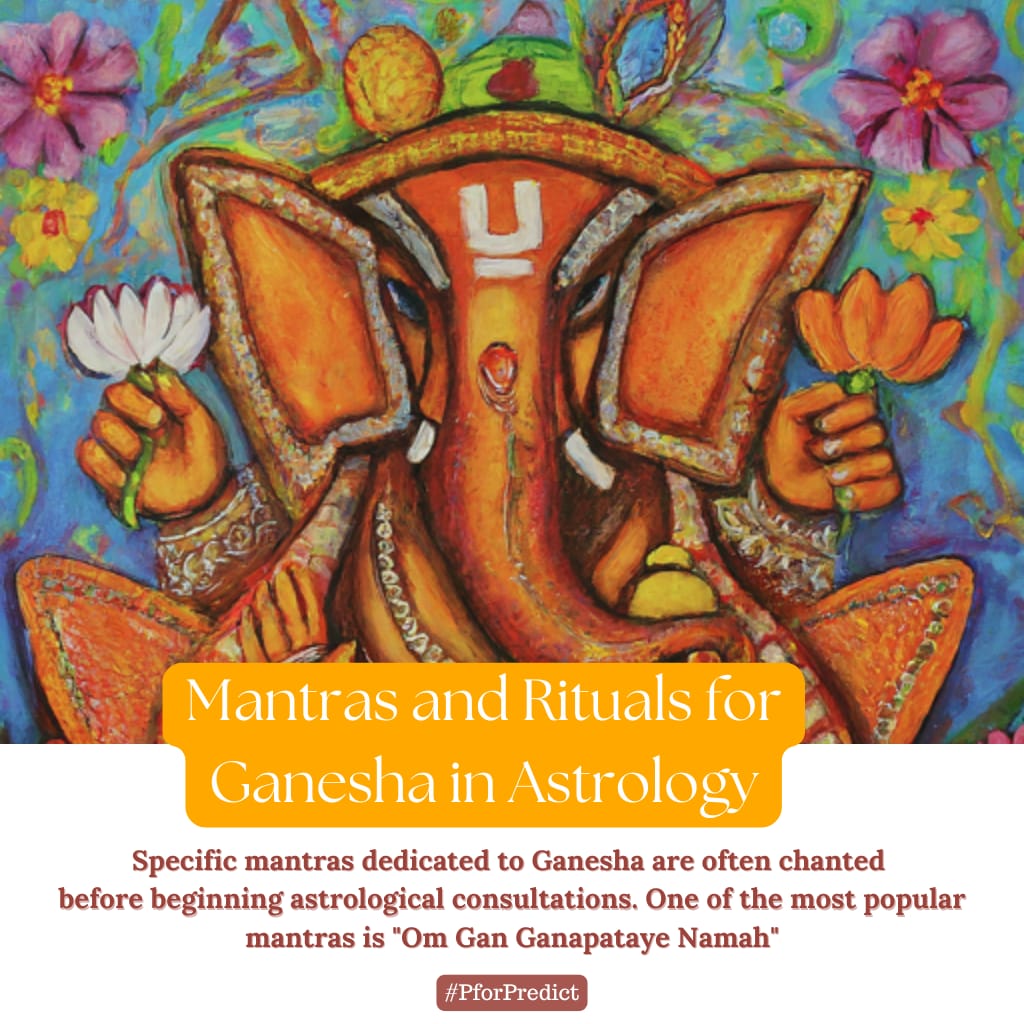 Mantras and Rituals for
Ganesha in Astrology
Specific mantras dedicated to Ganesha are often chanted
before beginning astrological consultations. One of the most popular
mantras is "Om Gan Ganapataye Namah"
#PforPredict